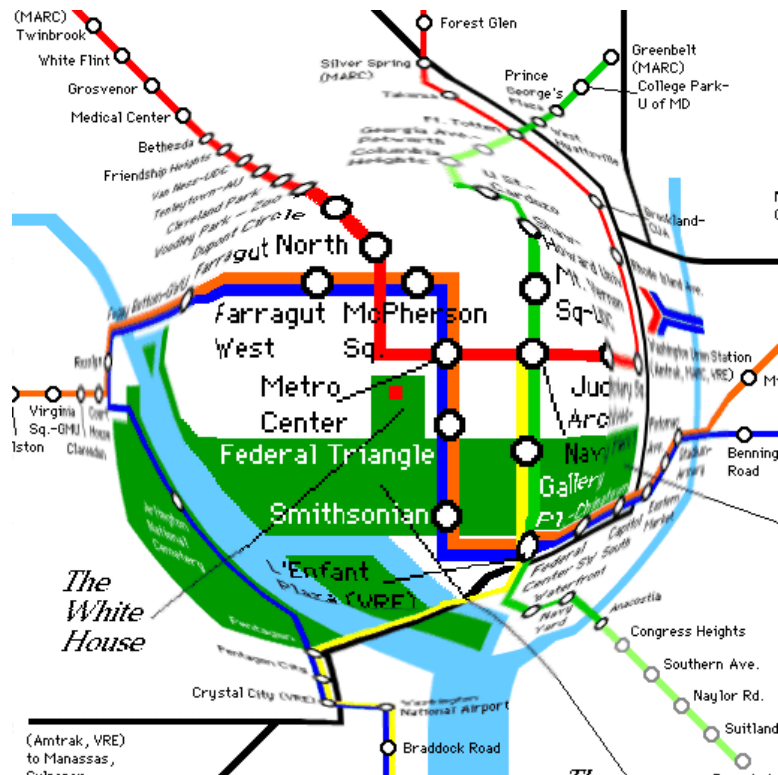 (MARC)
Twinbrook
White Flint
Grosvenor
Medical Center
Bethesda
Friendship Heights
Van Ness-UDC
Tenleytown-AU
Cleveland Park
Woodley Park - Zoo
Dupont Circle
Farragut North
Forest Glen
Silver Spring
(MARC)
Takoma
Ft. Totten
Georgia Ave.-
Petworth
Columbia
Heights
Prince
George's
Plaza
West
Hyattsville
Greenbelt
(MARC)
College Park-
U of MD
U St.-
Cardozo
Shaw-
Howard Univ
Mt. Vernon
Sq-UDC
Brookland-
CUA
Rhode Island Ave.
Washington Union Station
(Amtrak, MARC, VRE)
Foggy Bottom-GWU
Farragut
West
McPherson
Sq.
Metro
Center
Judiciary Sq.
Federal Triangle
Smithsonian
Gallery
Pl.-Chinatown
Rosslyn
Court
House
Clarendon
Virginia
Sq.-GMU
lston
Arlington
National
Cemetery
Potomac
Ave.
Stadium-
Armory
Benning
Road
Eastern
Market
Capitol
South
Federal
Center SW
L'Enfant
Plaza (VRE)
Waterfront
Navy
Yard
Anacostia
Congress Heights
Southern Ave.
Naylor Rd.
Suitland
The
White
House
Pentagon
Pentagon City
Crystal City (VRE)
Washington
National Airport
Braddock Road
(Amtrak, VRE)
to Manassas,